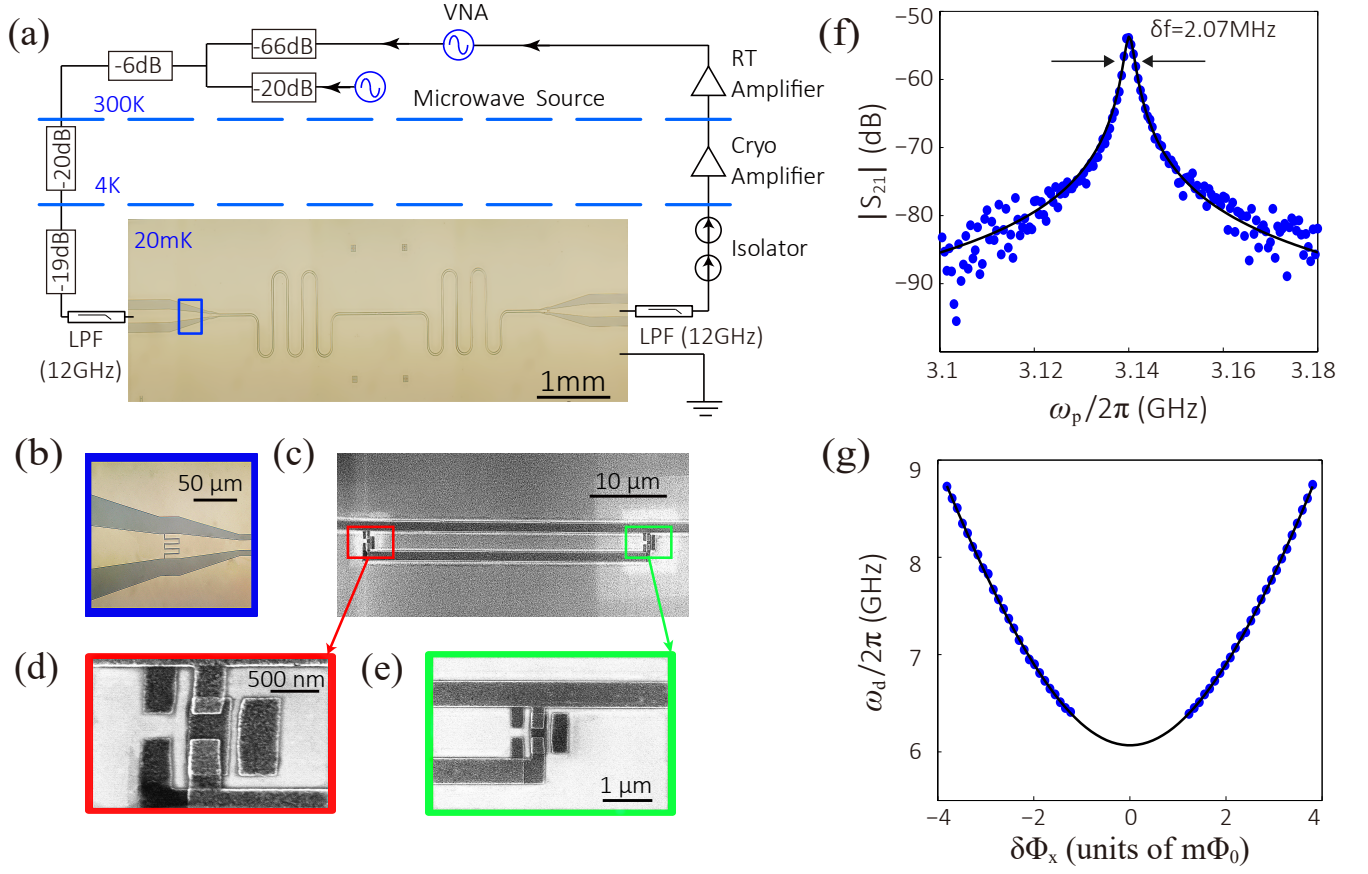 (a)
VNA
-66dB
-6dB
-20dB
RT
Amplifier
Microwave Source
300K
-20dB
Cryo
Amplifier
4K
20mK
Isolator
-19dB
LPF
(12GHz)
LPF (12GHz)
1mm
(b)
50 μm
(c)
10 μm
(d)
500 nm
(e)
1 μm
(f)
δf=2.07MHz
−50
−60
−70
−80
−90
|S21| (dB)
3.1
3.12
3.14
3.16
3.18
ωp/2π (GHz)
(g)
9
8
7
6
ωd/2π (GHz)
−4
−2
0
2
4
δΦx (units of mΦ0)